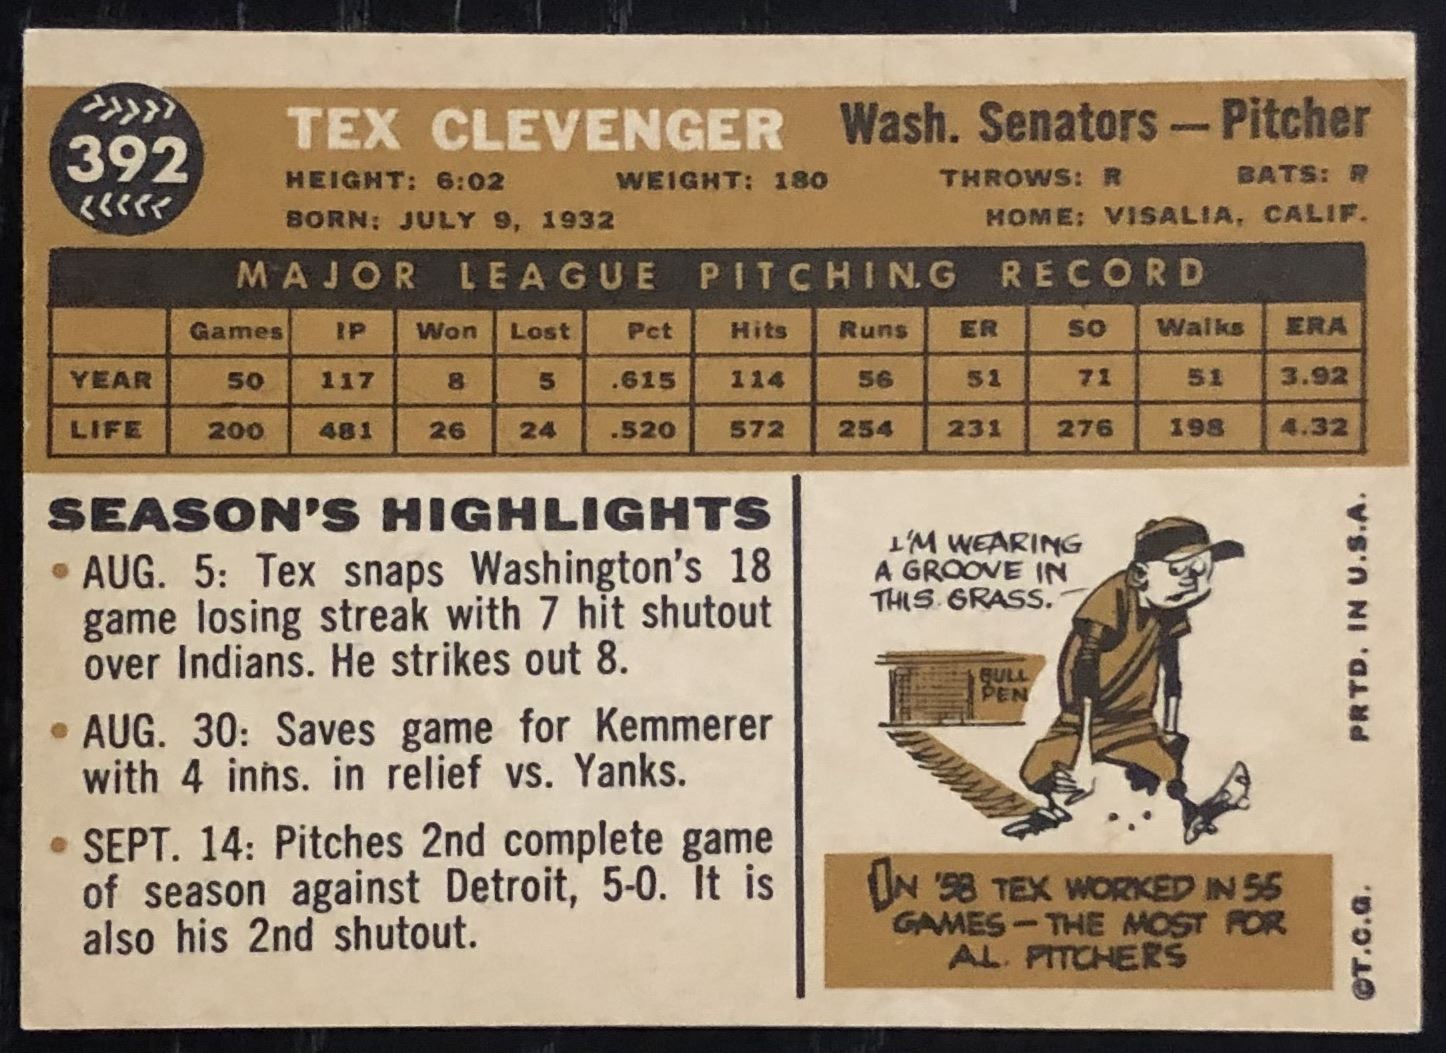 392
TEX CLEVENGER Wash. Senators — Pitcher
HEIGHT: 6:02 WEIGHT: 180 THROWS: R BATS: R
BORN: JULY 9, 1932 HOME: VISALIA, CALIF.
MAJOR LEAGUE PITCHING RECORD
Games IP Won Lost Pct Hits Runs ER SO Walks ERA
YEAR 50 117 8 5 .615 114 56 51 71 51 3.92
LIFE 200 481 26 24 .520 572 254 231 276 198 4.32
SEASON'S HIGHLIGHTS
• AUG. 5: Tex snaps Washington's 18
game losing streak with 7 hit shutout
over Indians. He strikes out 8.
• AUG. 30: Saves game for Kemmerer
with 4 inns. in relief vs. Yanks.
• SEPT. 14: Pitches 2nd complete game
of season against Detroit, 5-0. It is
also his 2nd shutout.
I'M WEARING
A GROOVE IN
THIS GRASS.
BULL
PEN
IN '58 TEX WORKED IN 55
GAMES — THE MOST FOR
A.L. PITCHERS
PRTD. IN U.S.A.
©T.C.G.